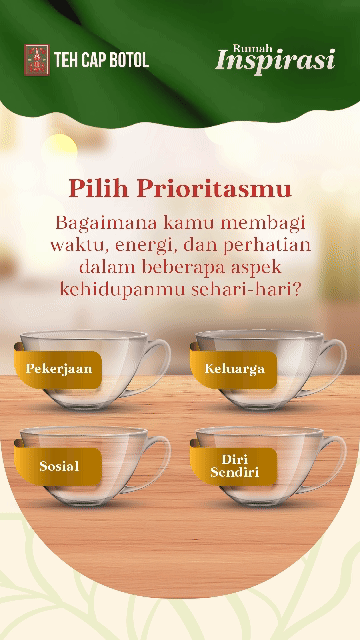 TEH CAP BOTOL
Rumah
Inspirasi
Pilih Prioritasmu
Bagaimana kamu membagi
waktu, energi, dan perhatian
dalam beberapa aspek
kehidupanmu sehari-hari?
Pekerjaan
Keluarga
Sosial
Diri
Sendiri